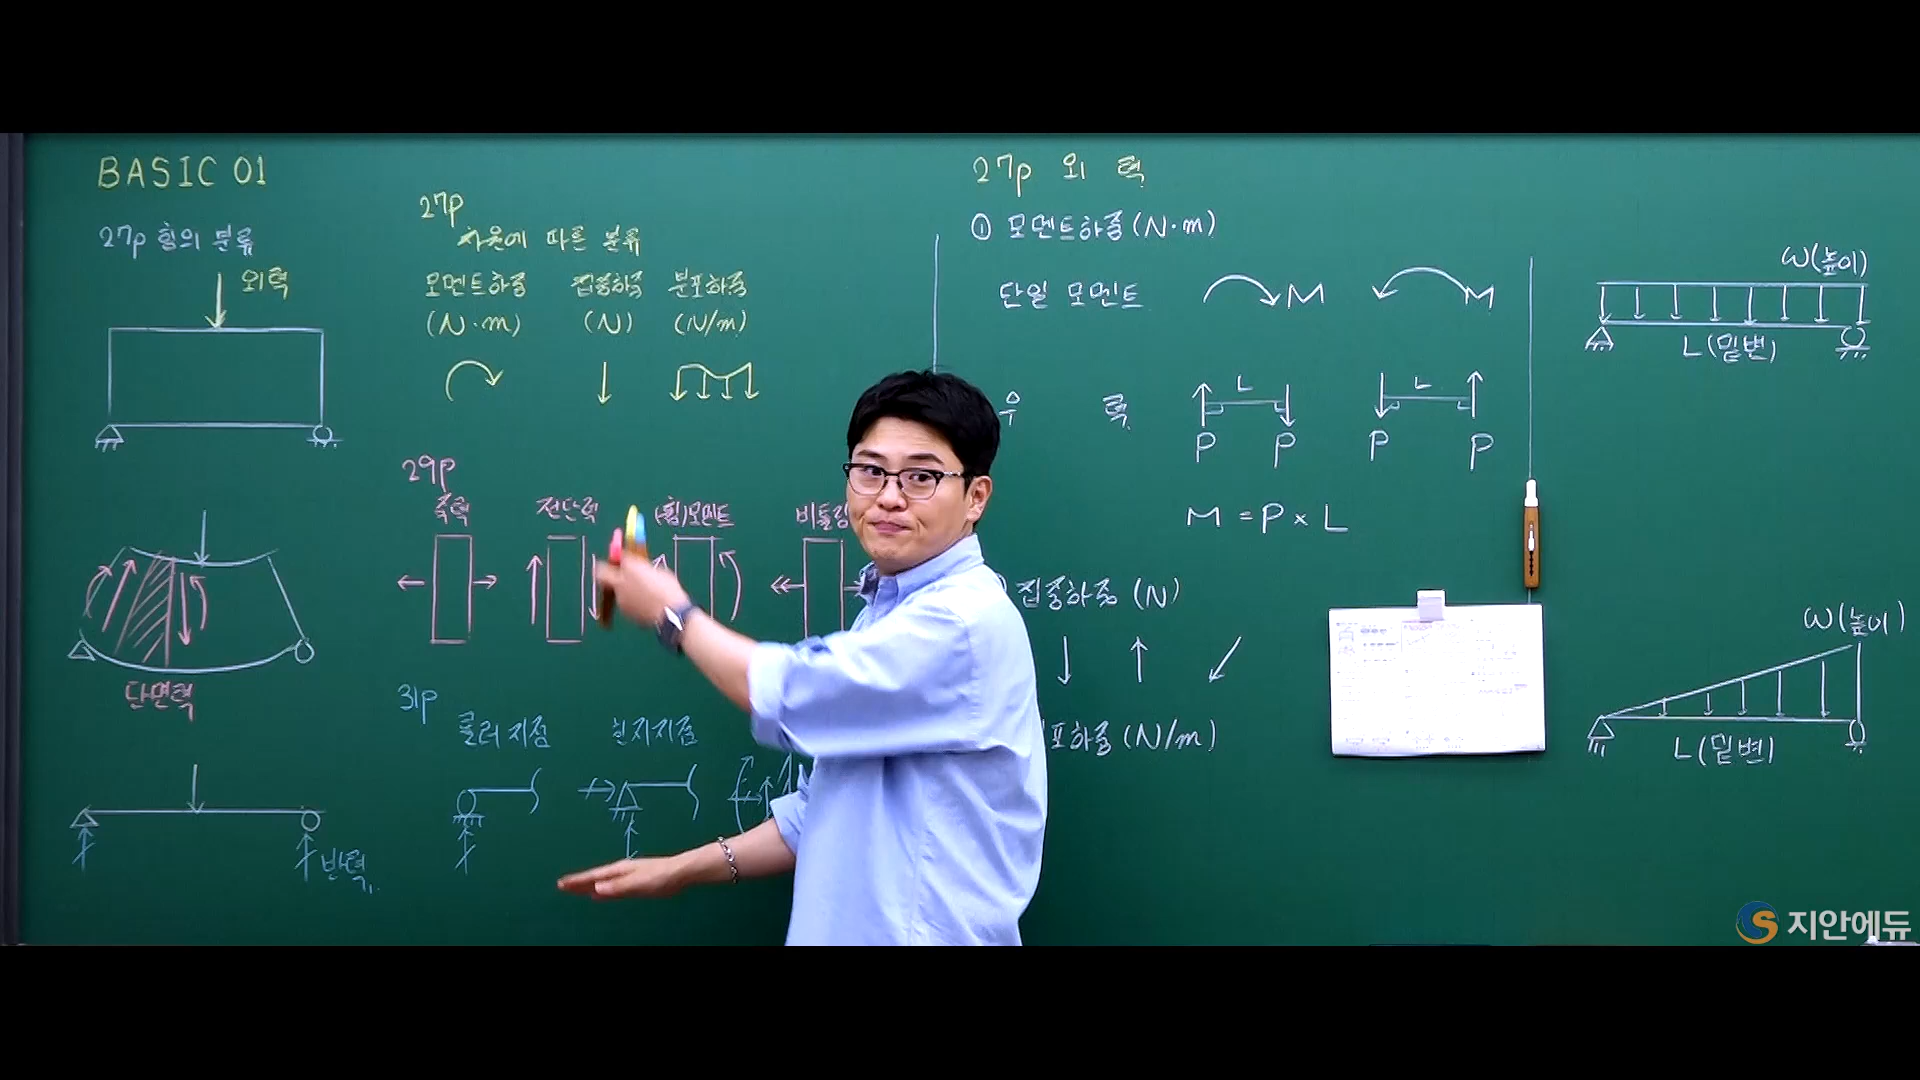 BASIC 01
27p 힘의 분류
외력
단면력
반력
27p
차원에 따른 분류
모멘트하중 집중하중 분포하중
(N·m) (N) (N/m)
29p
축력 전단력 (휨)모멘트 비틀림
31p
롤러지점 힌지지점
27p 외력
① 모멘트하중(N·m)
단일 모멘트 M M
우력 L L
P P P P
M = P × L
집중하중 (N)
포하중 (N/m)
w(높이)
L(밑변)
w(높이)
L(밑변)
지안에듀